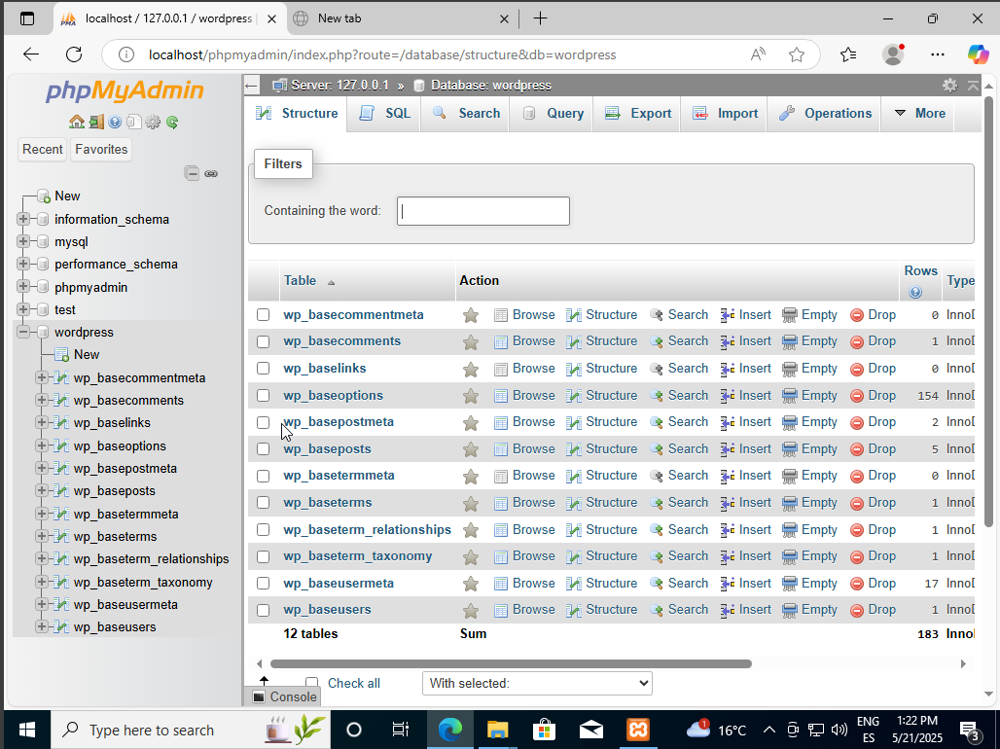 localhost / 127.0.0.1 / wordpress
New tab
localhost/phpmyadmin/index.php?route=/database/structure&db=wordpress
phpMyAdmin
Recent Favorites
New
information_schema
mysql
performance_schema
phpmyadmin
test
wordpress
New
wp_basecommentmeta
wp_basecomments
wp_baselinks
wp_baseoptions
wp_basepostmeta
wp_baseposts
wp_basetermmeta
wp_baseterms
wp_baseterm_relationships
wp_baseterm_taxonomy
wp_baseusermeta
wp_baseusers
Server: 127.0.0.1 » Database: wordpress
Structure SQL Search Query Export Import Operations More
Filters
Containing the word:
Table Action Rows Type
wp_basecommentmeta Browse Structure Search Insert Empty Drop 0 InnoD
wp_basecomments Browse Structure Search Insert Empty Drop 1 InnoD
wp_baselinks Browse Structure Search Insert Empty Drop 0 InnoD
wp_baseoptions Browse Structure Search Insert Empty Drop 154 InnoD
wp_basepostmeta Browse Structure Search Insert Empty Drop 2 InnoD
wp_baseposts Browse Structure Search Insert Empty Drop 5 InnoD
wp_basetermmeta Browse Structure Search Insert Empty Drop 0 InnoD
wp_baseterms Browse Structure Search Insert Empty Drop 1 InnoD
wp_baseterm_relationships Browse Structure Search Insert Empty Drop 1 InnoD
wp_baseterm_taxonomy Browse Structure Search Insert Empty Drop 1 InnoD
wp_baseusermeta Browse Structure Search Insert Empty Drop 17 InnoD
wp_baseusers Browse Structure Search Insert Empty Drop 1 InnoD
12 tables Sum 183 Inno
Check all With selected:
Console
Type here to search
1
16°C
ENG
ES
1:22 PM
5/21/2025
3